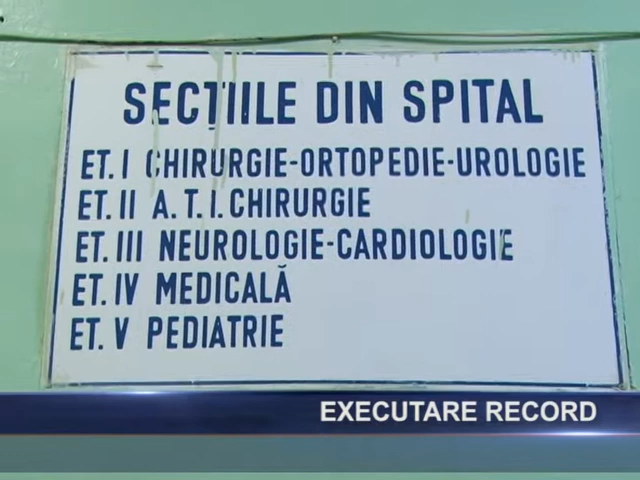 SECȚIILE DIN SPITAL
ET. I CHIRURGIE-ORTOPEDIE-UROLOGIE
ET. II A.T.I. CHIRURGIE
ET. III NEUROLOGIE-CARDIOLOGIE
ET. IV MEDICALĂ
ET. V PEDIATRIE
EXECUTARE RECORD